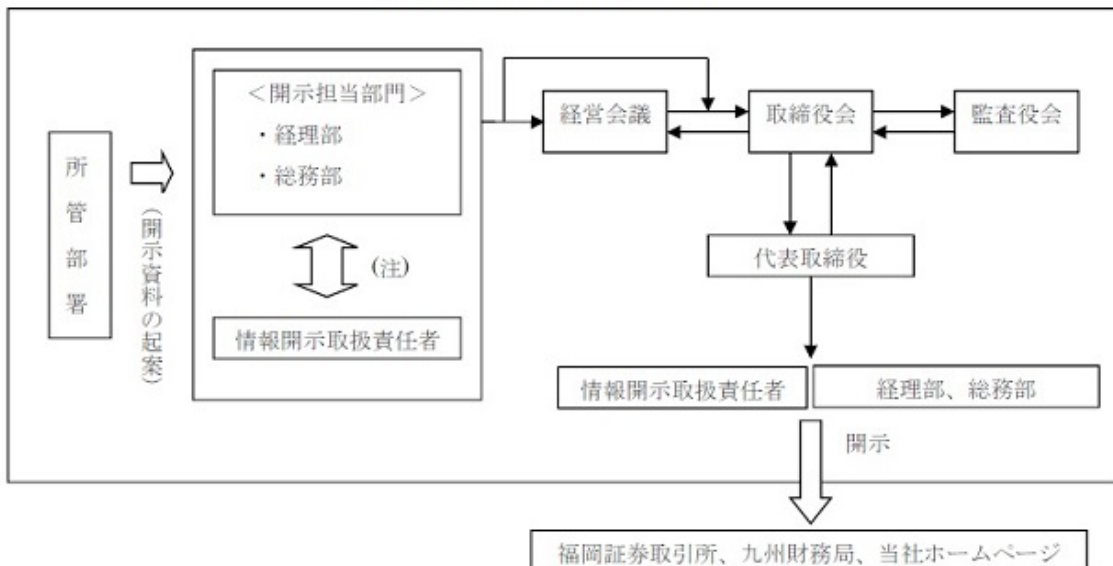 所管部署
(開示資料の起案)
＜開示担当部門＞
・経理部
・総務部
(注)
情報開示取扱責任者
経営会議
取締役会
監査役会
代表取締役
情報開示取扱責任者
経理部、総務部
開示
福岡証券取引所、九州財務局、当社ホームページ